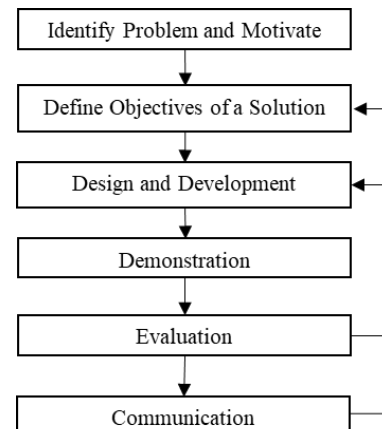 Identify Problem and Motivate
Define Objectives of a Solution
Design and Development
Demonstration
Evaluation
Communication